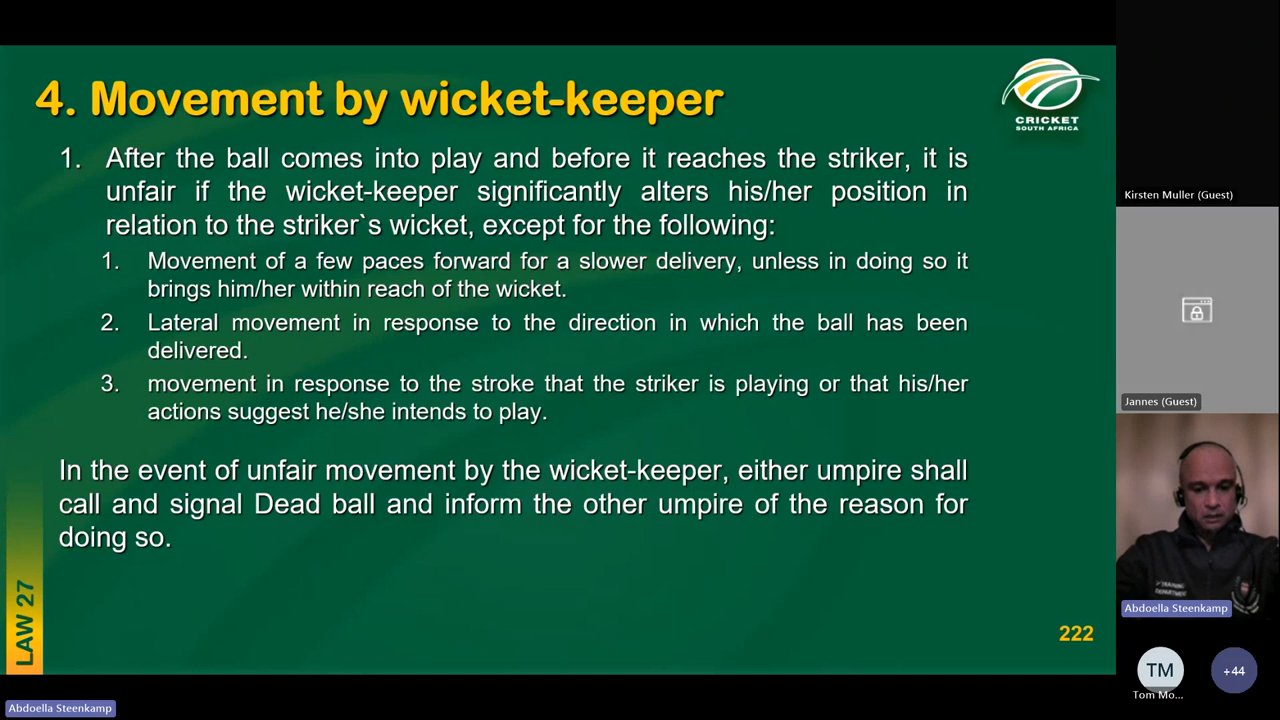 4. Movement by wicket-keeper
CRICKET
SOUTH AFRICA
1. After the ball comes into play and before it reaches the striker, it is
unfair if the wicket-keeper significantly alters his/her position in
relation to the striker`s wicket, except for the following:
1. Movement of a few paces forward for a slower delivery, unless in doing so it
brings him/her within reach of the wicket.
2. Lateral movement in response to the direction in which the ball has been
delivered.
3. movement in response to the stroke that the striker is playing or that his/her
actions suggest he/she intends to play.
In the event of unfair movement by the wicket-keeper, either umpire shall
call and signal Dead ball and inform the other umpire of the reason for
doing so.
LAW 27
222
Abdoella Steenkamp
Kirsten Muller (Guest)
Jannes (Guest)
Abdoella Steenkamp
TM
Tom Mo...
+44